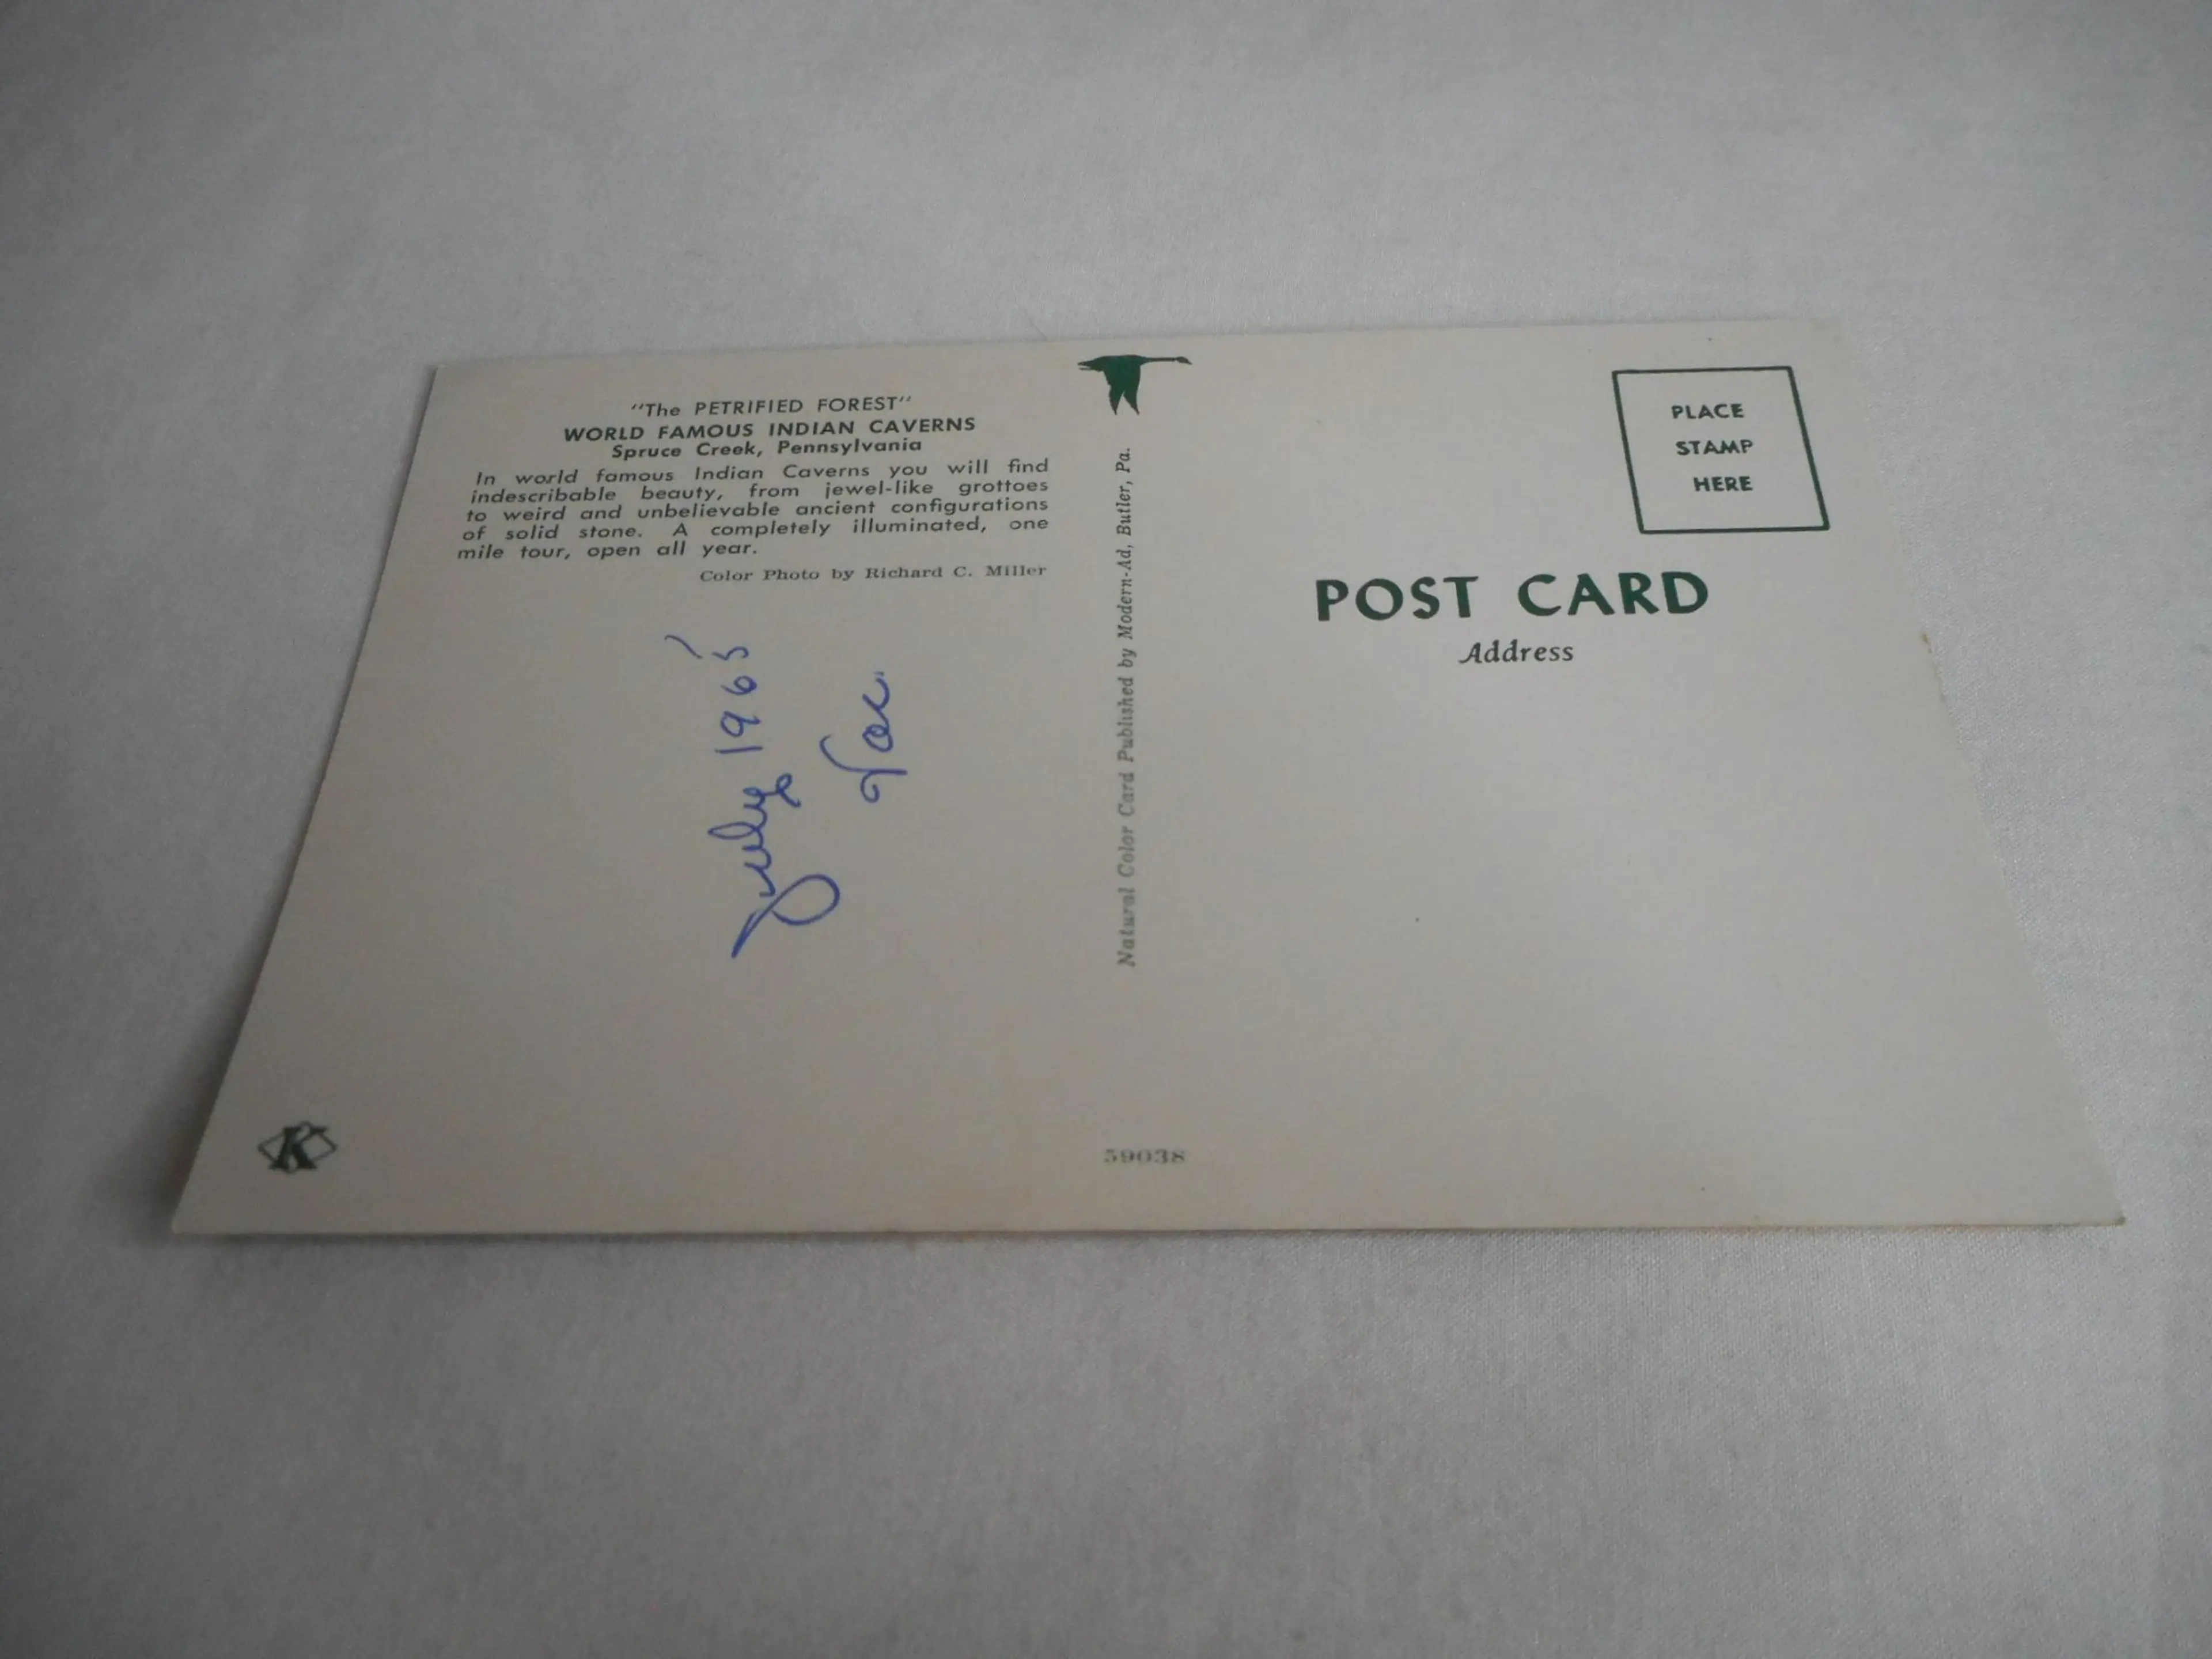 "The PETRIFIED FOREST"
WORLD FAMOUS INDIAN CAVERNS
Spruce Creek, Pennsylvania
In world famous Indian Caverns you will find
indescribable beauty, from jewel-like grottoes
to weird and unbelievable ancient configurations
of solid stone. A completely illuminated, one
mile tour, open all year.
Color Photo by Richard C. Miller
July 1965
Vac.
K
Natural Color Card Published by Modern-Ad, Butler, Pa.
59038
PLACE
STAMP
HERE
POST CARD
Address